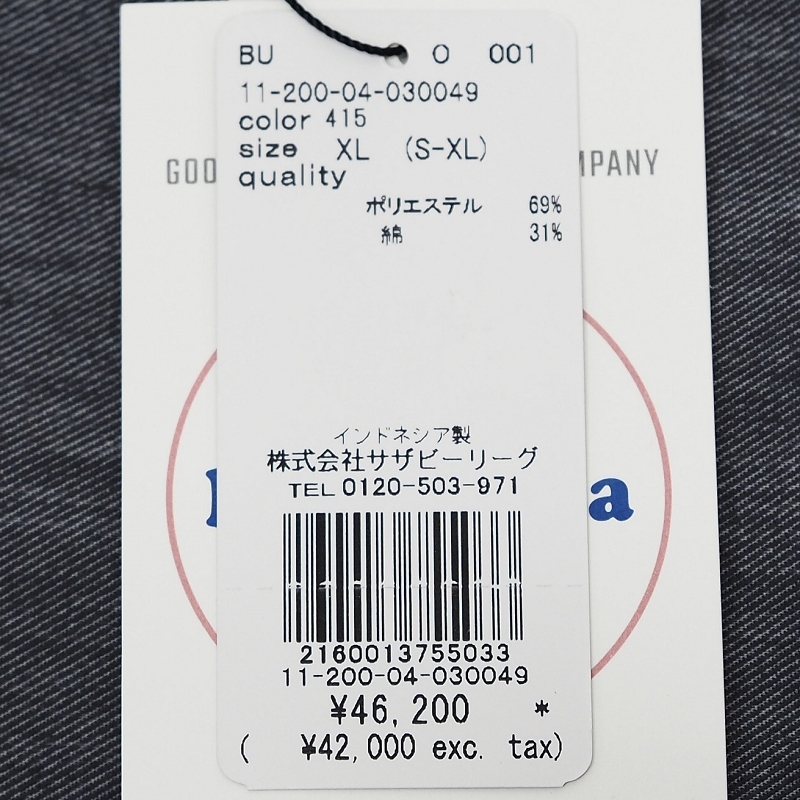 BU O 001
11-200-04-030049
color 415
size XL (S-XL)
quality
ポリエステル 69%
綿 31%
インドネシア製
株式会社サザビーリーグ
TEL 0120-503-971
2160013755033
11-200-04-030049
¥46,200 *
( ¥42,000 exc. tax)